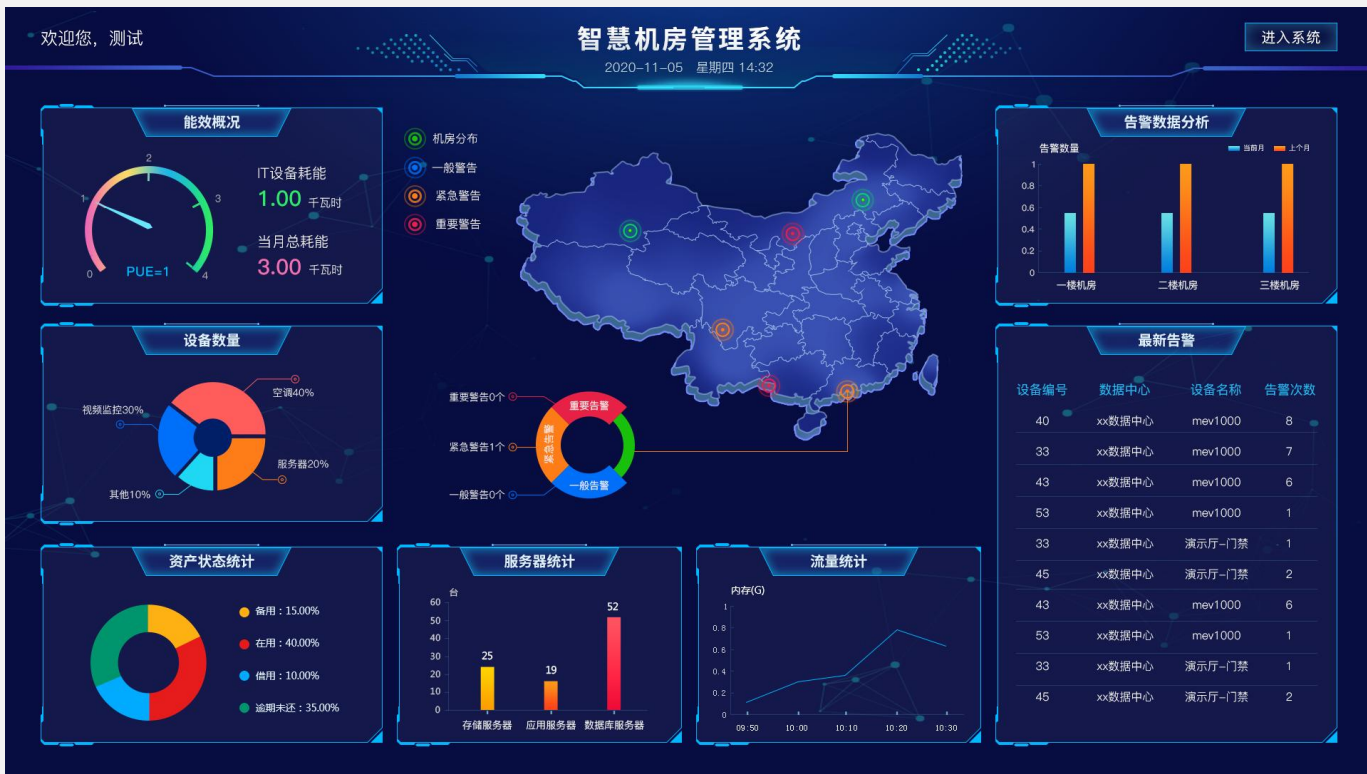 欢迎您，测试
智慧机房管理系统
2020-11-05 星期四 14:32
进入系统
能效概况
0
1
2
3
4
PUE=1
IT设备耗能
1.00 千瓦时
当月总耗能
3.00 千瓦时
设备数量
空调40%
视频监控30%
服务器20%
其他10%
资产状态统计
备用：15.00%
在用：40.00%
借用：10.00%
逾期未还：35.00%
机房分布
一般警告
紧急警告
重要警告
重要警告0个
紧急警告1个
一般警告0个
重要告警
紧急告警
一般告警
服务器统计
台
60
50
40
30
20
10
0
25
19
52
存储服务器 应用服务器 数据库服务器
流量统计
内存(G)
1
0.8
0.6
0.4
0.2
0
09:50 10:00 10:10 10:20 10:30
告警数据分析
告警数量
当前月 上个月
1
0.8
0.6
0.4
0.2
0
一楼机房 二楼机房 三楼机房
最新告警
设备编号 数据中心 设备名称 告警次数
40 xx数据中心 mev1000 8
33 xx数据中心 mev1000 7
43 xx数据中心 mev1000 6
53 xx数据中心 mev1000 1
33 xx数据中心 演示厅-门禁 1
45 xx数据中心 演示厅-门禁 2
43 xx数据中心 mev1000 6
53 xx数据中心 mev1000 1
33 xx数据中心 演示厅-门禁 1
45 xx数据中心 演示厅-门禁 2